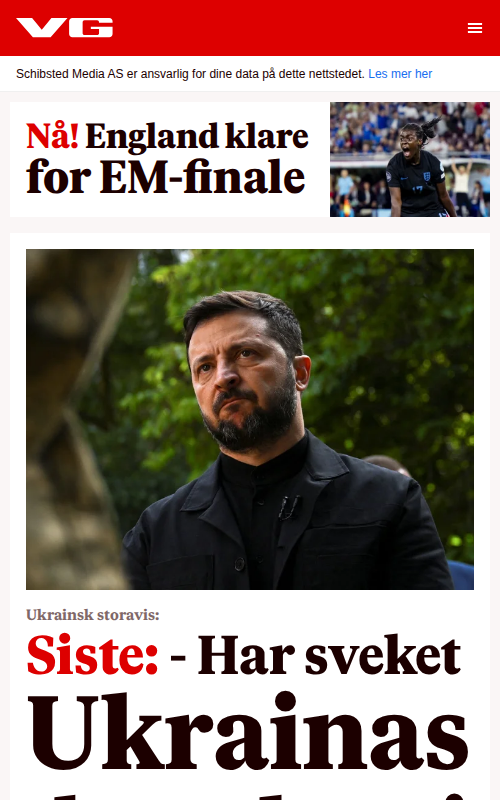 VG
Schibsted Media AS er ansvarlig for dine data på dette nettstedet. Les mer her
Nå! England klare
for EM-finale
Ukrainsk storavis:
Siste: - Har sveket
Ukrainas